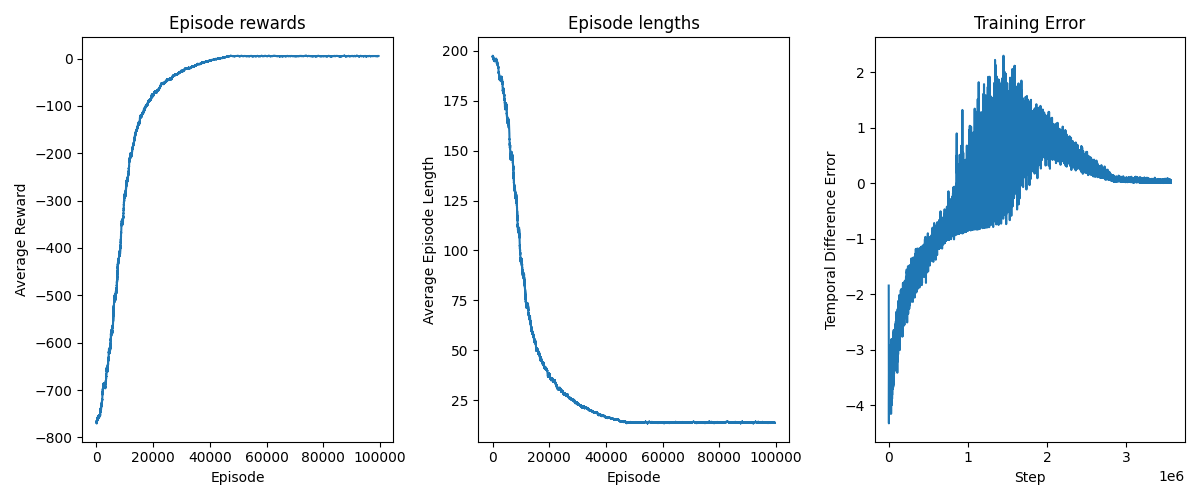 Episode rewards
Average Reward
0
−100
−200
−300
−400
−500
−600
−700
−800
0 20000 40000 60000 80000 100000
Episode
Episode lengths
Average Episode Length
200
175
150
125
100
75
50
25
0 20000 40000 60000 80000 100000
Episode
Training Error
Temporal Difference Error
2
1
0
−1
−2
−3
−4
0 1 2 3
1e6
Step